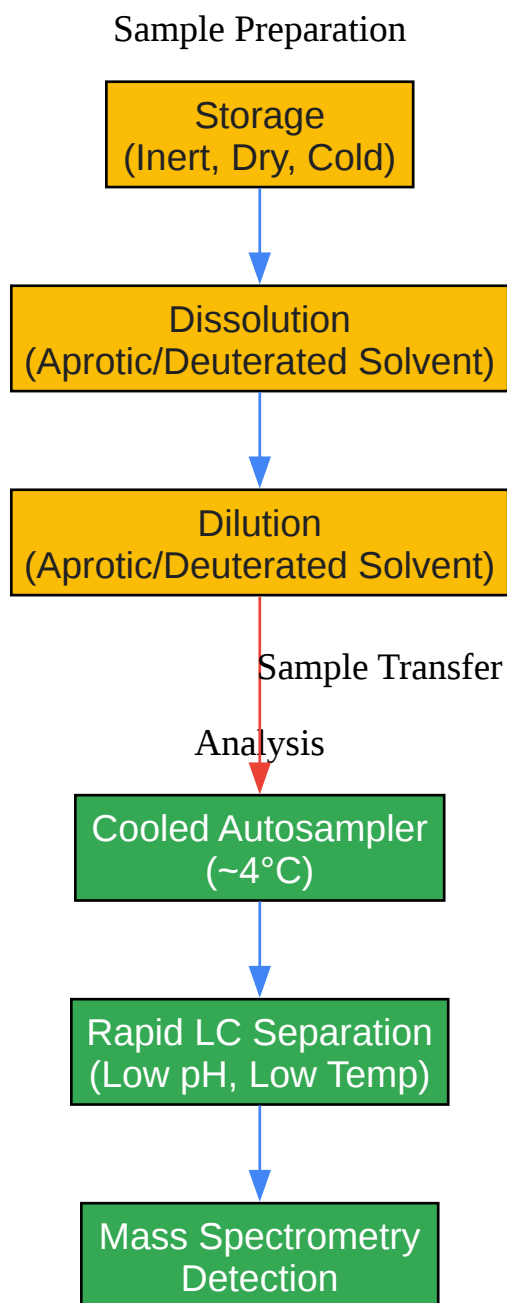 Sample Preparation
Storage
(Inert, Dry, Cold)
Dissolution
(Aprotic/Deuterated Solvent)
Dilution
(Aprotic/Deuterated Solvent)
Sample Transfer
Analysis
Cooled Autosampler
(~4°C)
Rapid LC Separation
(Low pH, Low Temp)
Mass Spectrometry
Detection